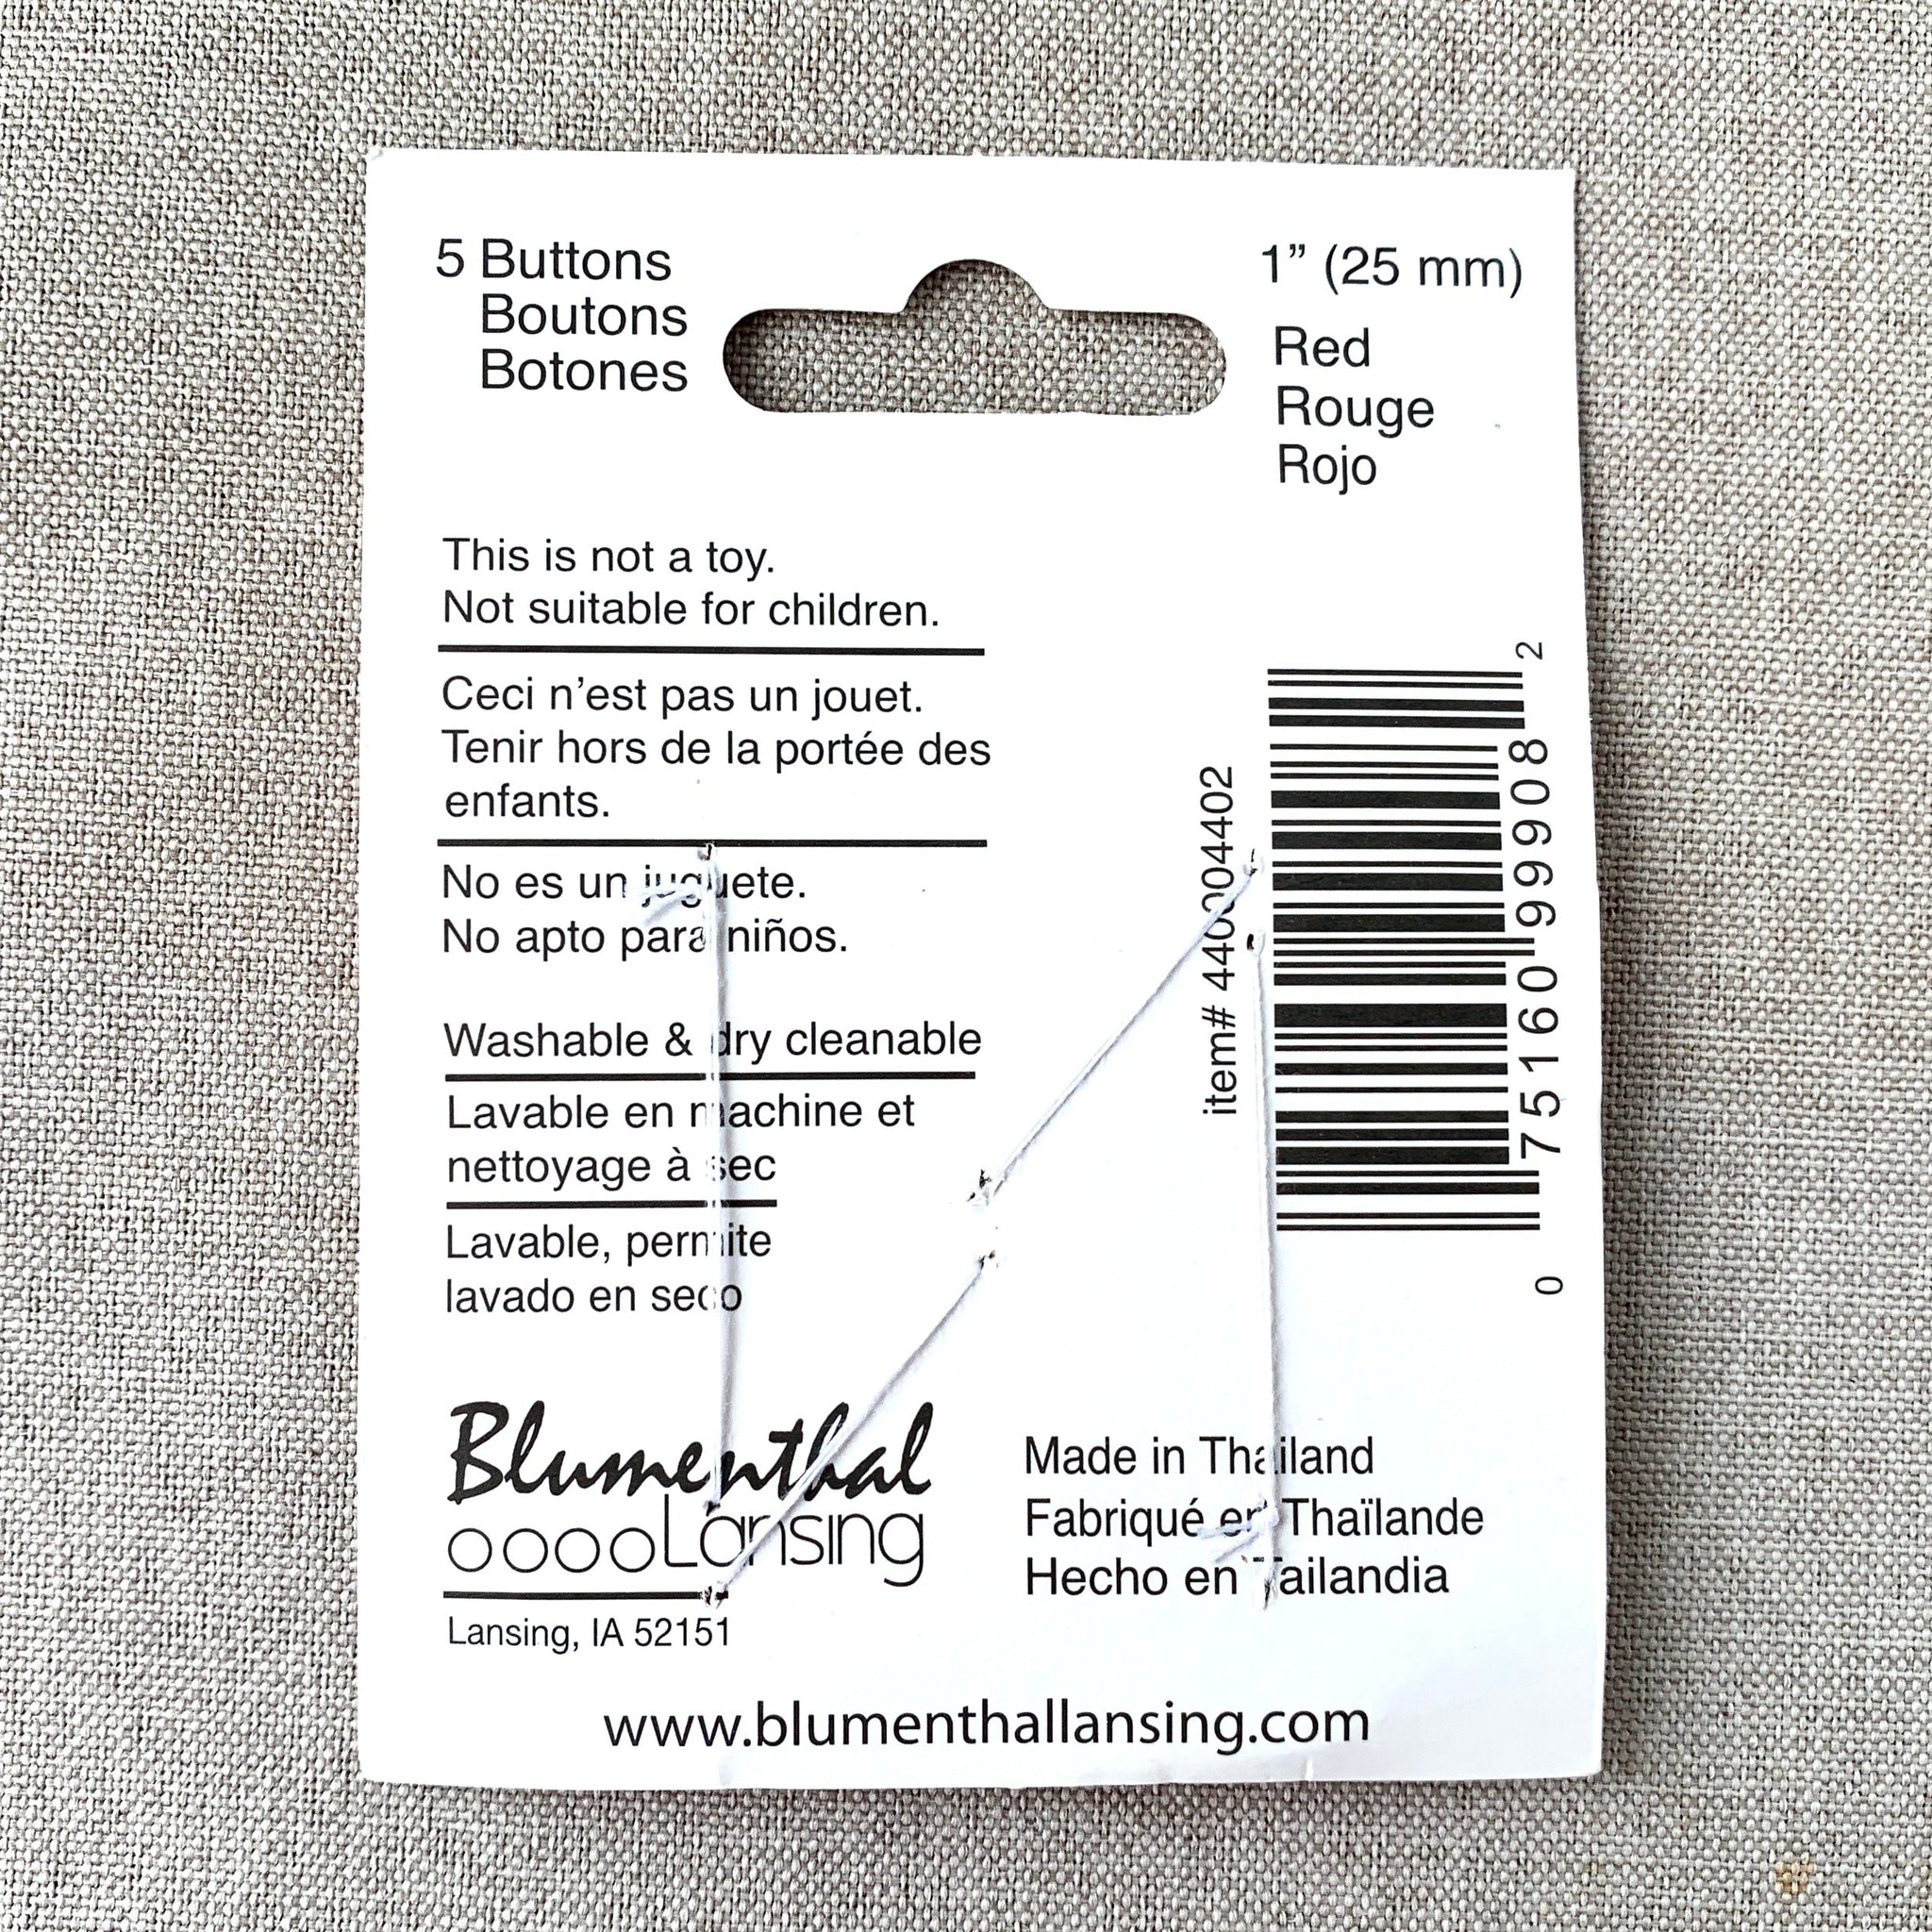 5 Buttons
Boutons
Botones
1” (25 mm)
Red
Rouge
Rojo
This is not a toy.
Not suitable for children.
Ceci n’est pas un jouet.
Tenir hors de la portée des
enfants.
No es un juguete.
No apto para niños.
Washable & dry cleanable
Lavable en machine et
nettoyage à sec
Lavable, permite
lavado en seco
item# 440004402
0 75160 99908 2
Blumenthal
Lansing
Lansing, IA 52151
Made in Thailand
Fabriqué en Thaïlande
Hecho en Tailandia
www.blumenthallansing.com